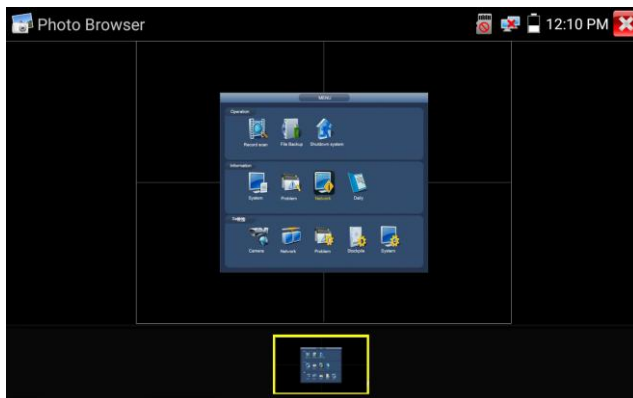 Photo Browser
12:10 PM
MENU
Operation
Record scan File Backup Shutdown system
Information
System Problem Network Daily
Camera Network Problem Stockpile System